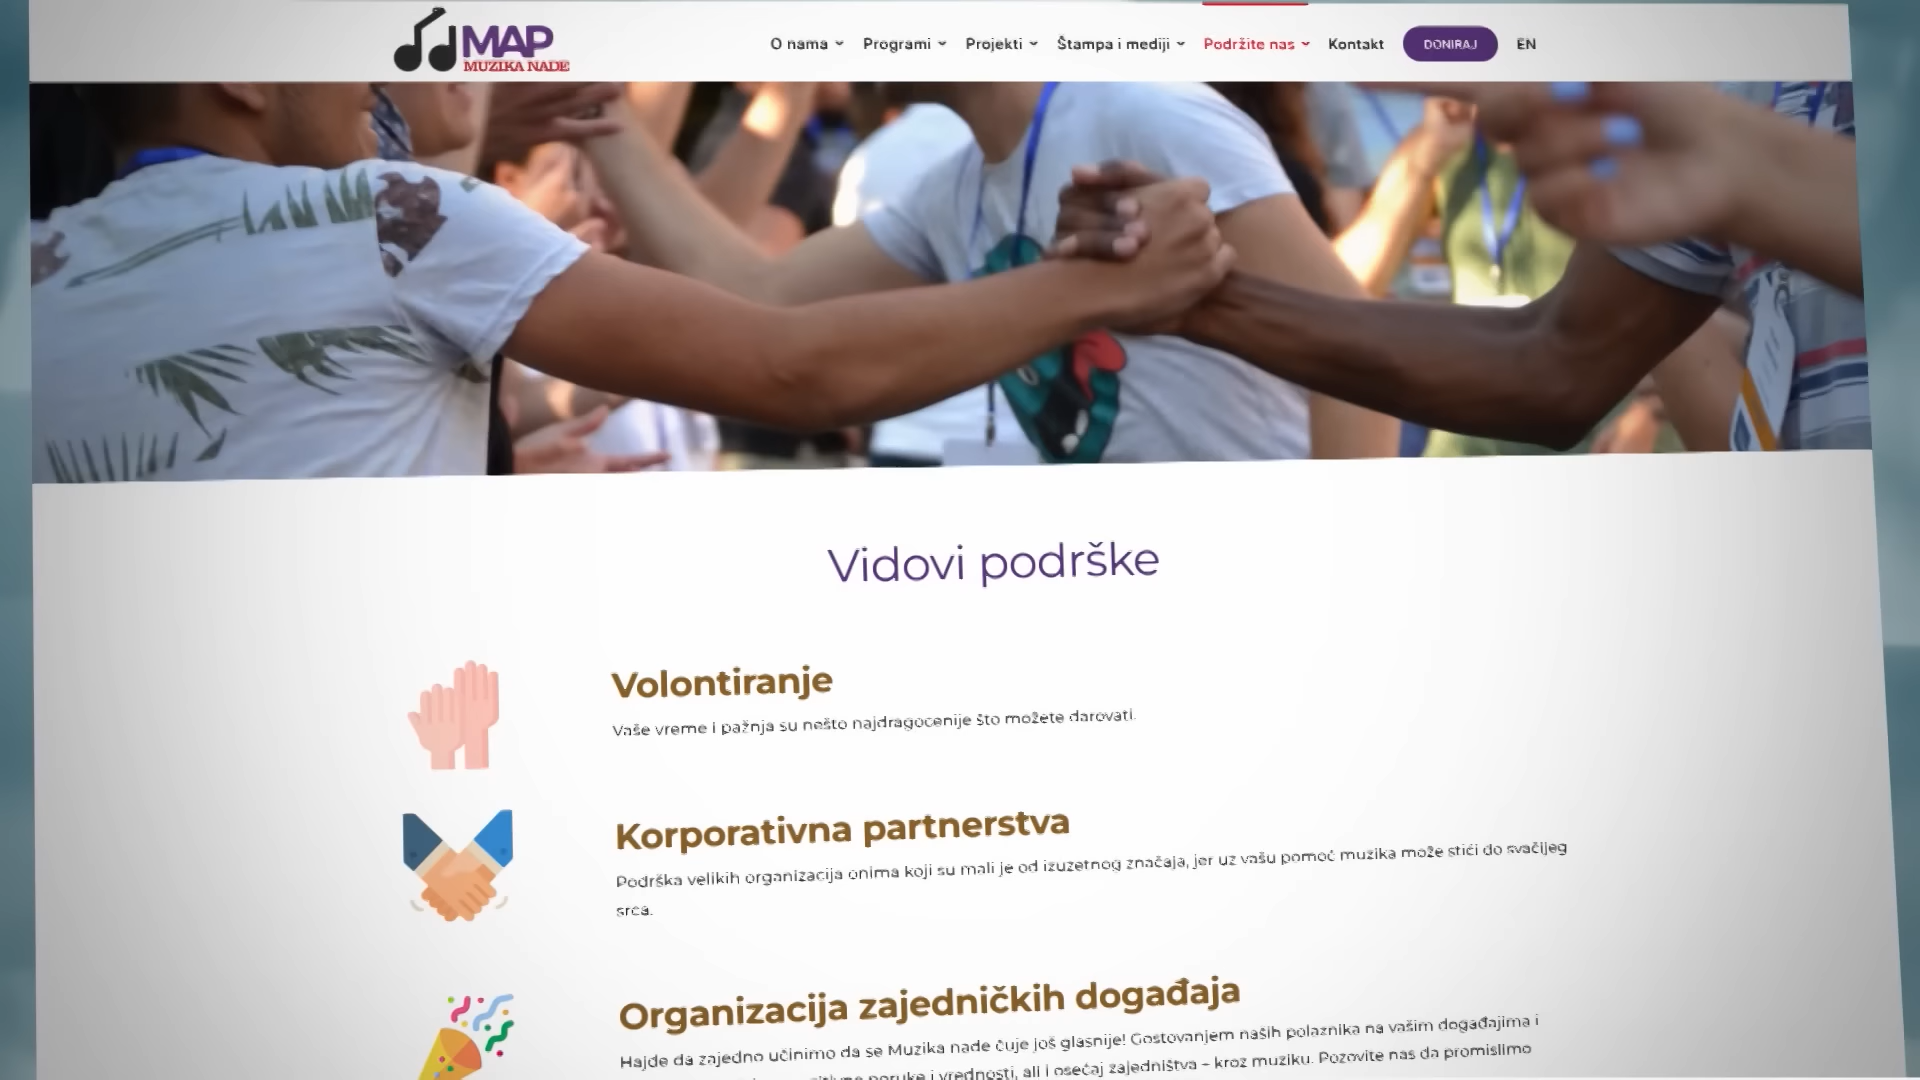 MAP
MUZIKA NADE
O nama Programi Projekti Štampa i mediji Podržite nas Kontakt DONIRAJ EN
Vidovi podrške
Volontiranje
Vaše vreme i pažnja su nešto najdragocenije što možete darovati.
Korporativna partnerstva
Podrška velikih organizacija onima koji su mali je od izuzetnog značaja, jer uz vašu pomoć muzika može stići do svačijeg
srca.
Organizacija zajedničkih događaja
Hajde da zajedno učinimo da se Muzika nade čuje još glasnije! Gostovanjem naših polaznika na vašim događajima i
poruke i vrednosti, ali i osećaj zajedništva – kroz muziku. Pozovite nas da promislimo